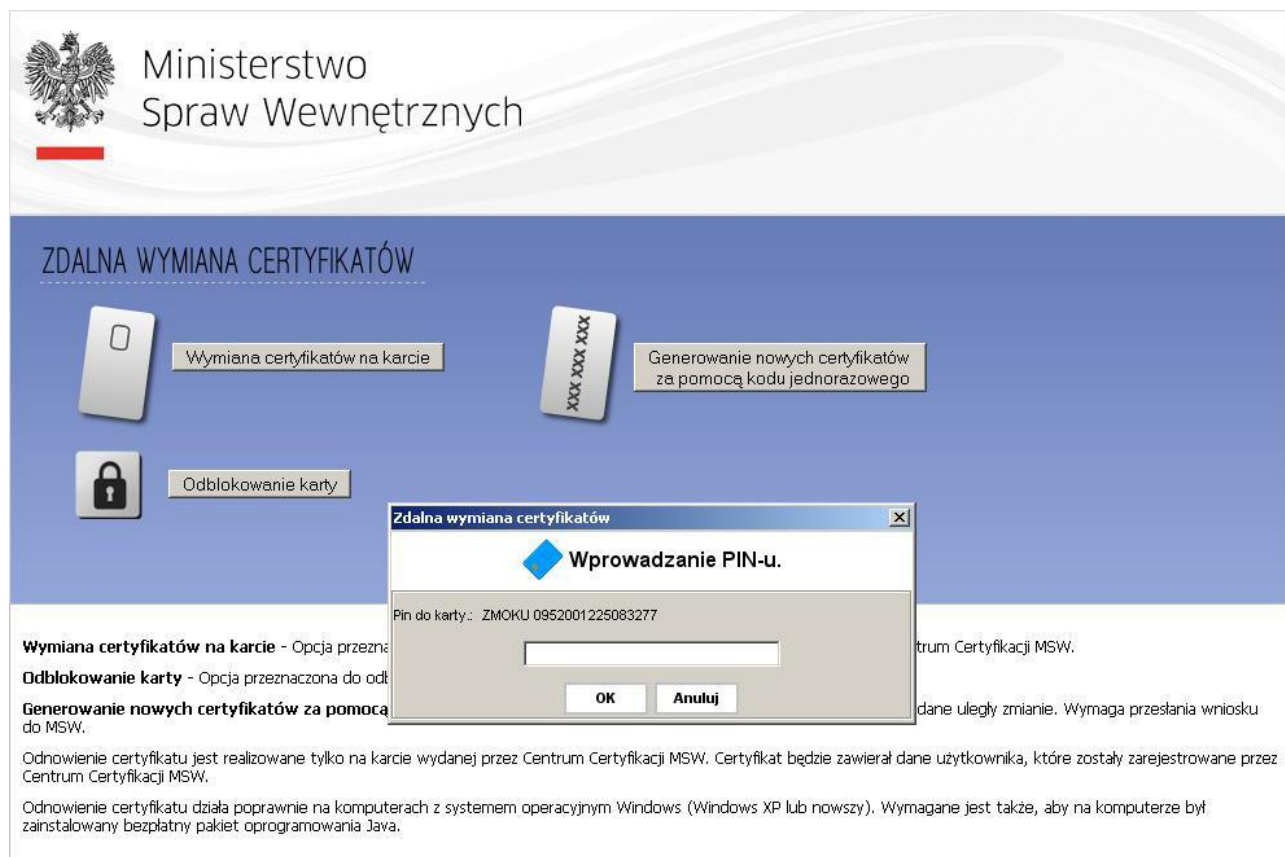 Ministerstwo
Spraw Wewnętrznych
ZDALNA WYMIANA CERTYFIKATÓW
Wymiana certyfikatów na karcie
XXX XXX XXX
Generowanie nowych certyfikatów
za pomocą kodu jednorazowego
Odblokowanie karty
Zdalna wymiana certyfikatów
Wprowadzanie PIN-u.
Pin do karty.: ZMOKU 0952001225083277
OK Anuluj
Wymiana certyfikatów na karcie - Opcja przezna trum Certyfikacji MSW.
Odblokowanie karty - Opcja przeznaczona do odb
Generowanie nowych certyfikatów za pomocą dane uległy zmianie. Wymaga przesłania wniosku
do MSW.
Odnowienie certyfikatu jest realizowane tylko na karcie wydanej przez Centrum Certyfikacji MSW. Certyfikat będzie zawierał dane użytkownika, które zostały zarejestrowane przez
Centrum Certyfikacji MSW.
Odnowienie certyfikatu działa poprawnie na komputerach z systemem operacyjnym Windows (Windows XP lub nowszy). Wymagane jest także, aby na komputerze był
zainstalowany bezpłatny pakiet oprogramowania Java.